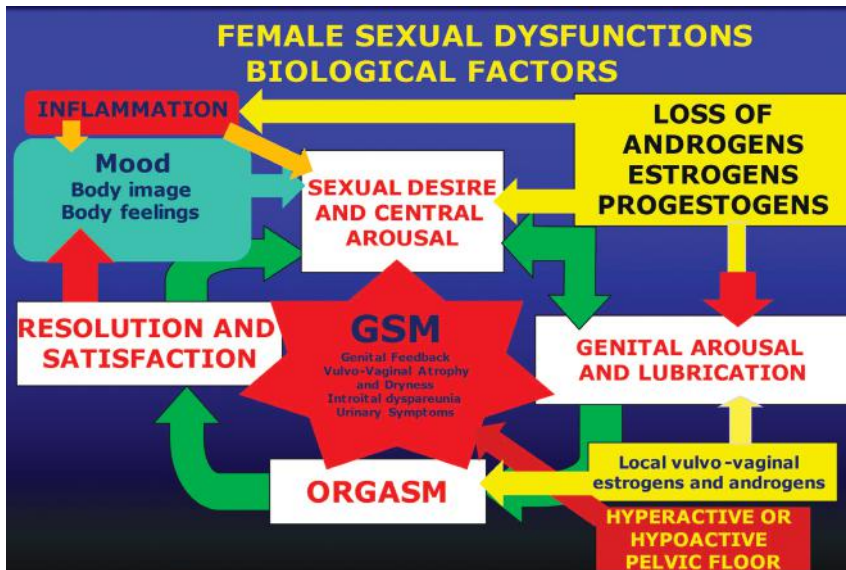 FEMALE SEXUAL DYSFUNCTIONS
BIOLOGICAL FACTORS
INFLAMMATION
Mood
Body image
Body feelings
SEXUAL DESIRE
AND CENTRAL
AROUSAL
LOSS OF
ANDROGENS
ESTROGENS
PROGESTOGENS
RESOLUTION AND
SATISFACTION
GSM
Genital Feedback
Vulvo-Vaginal Atrophy
and Dryness
Introital dyspareunia
Urinary Symptoms
GENITAL AROUSAL
AND LUBRICATION
ORGASM
Local vulvo-vaginal
estrogens and androgens
HYPERACTIVE OR
HYPOACTIVE
PELVIC FLOOR